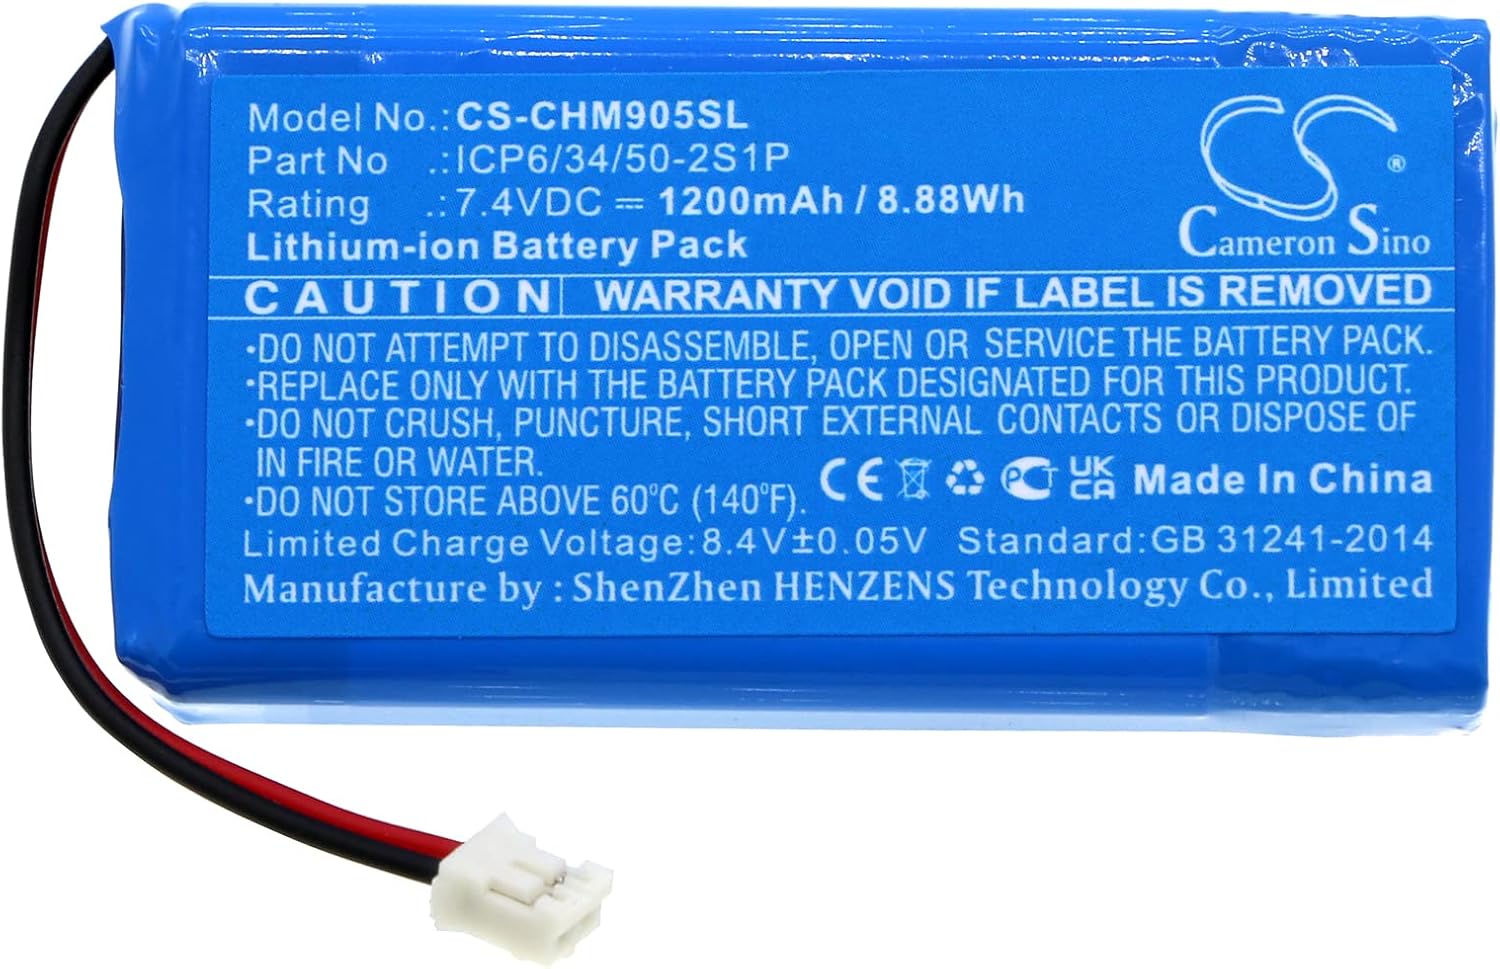 Model No.: CS-CHM905SL
Part No .: ICP6/34/50-2S1P
Rating .: 7.4VDC ⎓ 1200mAh / 8.88Wh
Lithium-ion Battery Pack
CS®
Cameron Sino
CAUTION WARRANTY VOID IF LABEL IS REMOVED
•DO NOT ATTEMPT TO DISASSEMBLE, OPEN OR SERVICE THE BATTERY PACK.
•REPLACE ONLY WITH THE BATTERY PACK DESIGNATED FOR THIS PRODUCT.
•DO NOT CRUSH, PUNCTURE, SHORT EXTERNAL CONTACTS OR DISPOSE OF
IN FIRE OR WATER.
•DO NOT STORE ABOVE 60°C (140°F).
CE PCT UKCA Made In China
Limited Charge Voltage:8.4V±0.05V Standard:GB 31241-2014
Manufacture by : ShenZhen HENZENS Technology Co., Limited